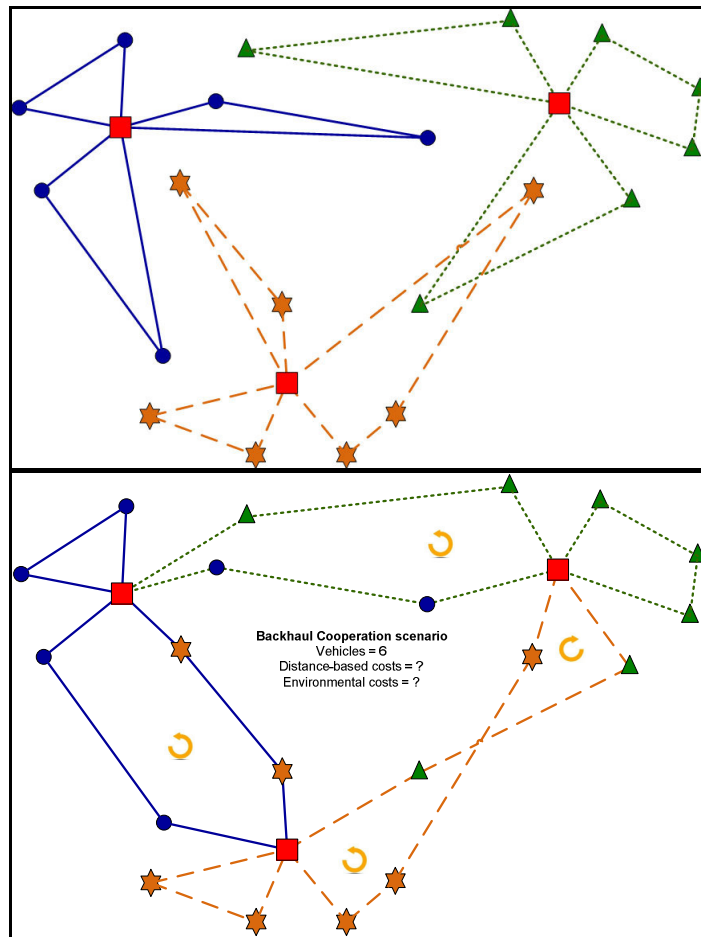 Backhaul Cooperation scenario
Vehicles = 6
Distance-based costs = ?
Environmental costs = ?